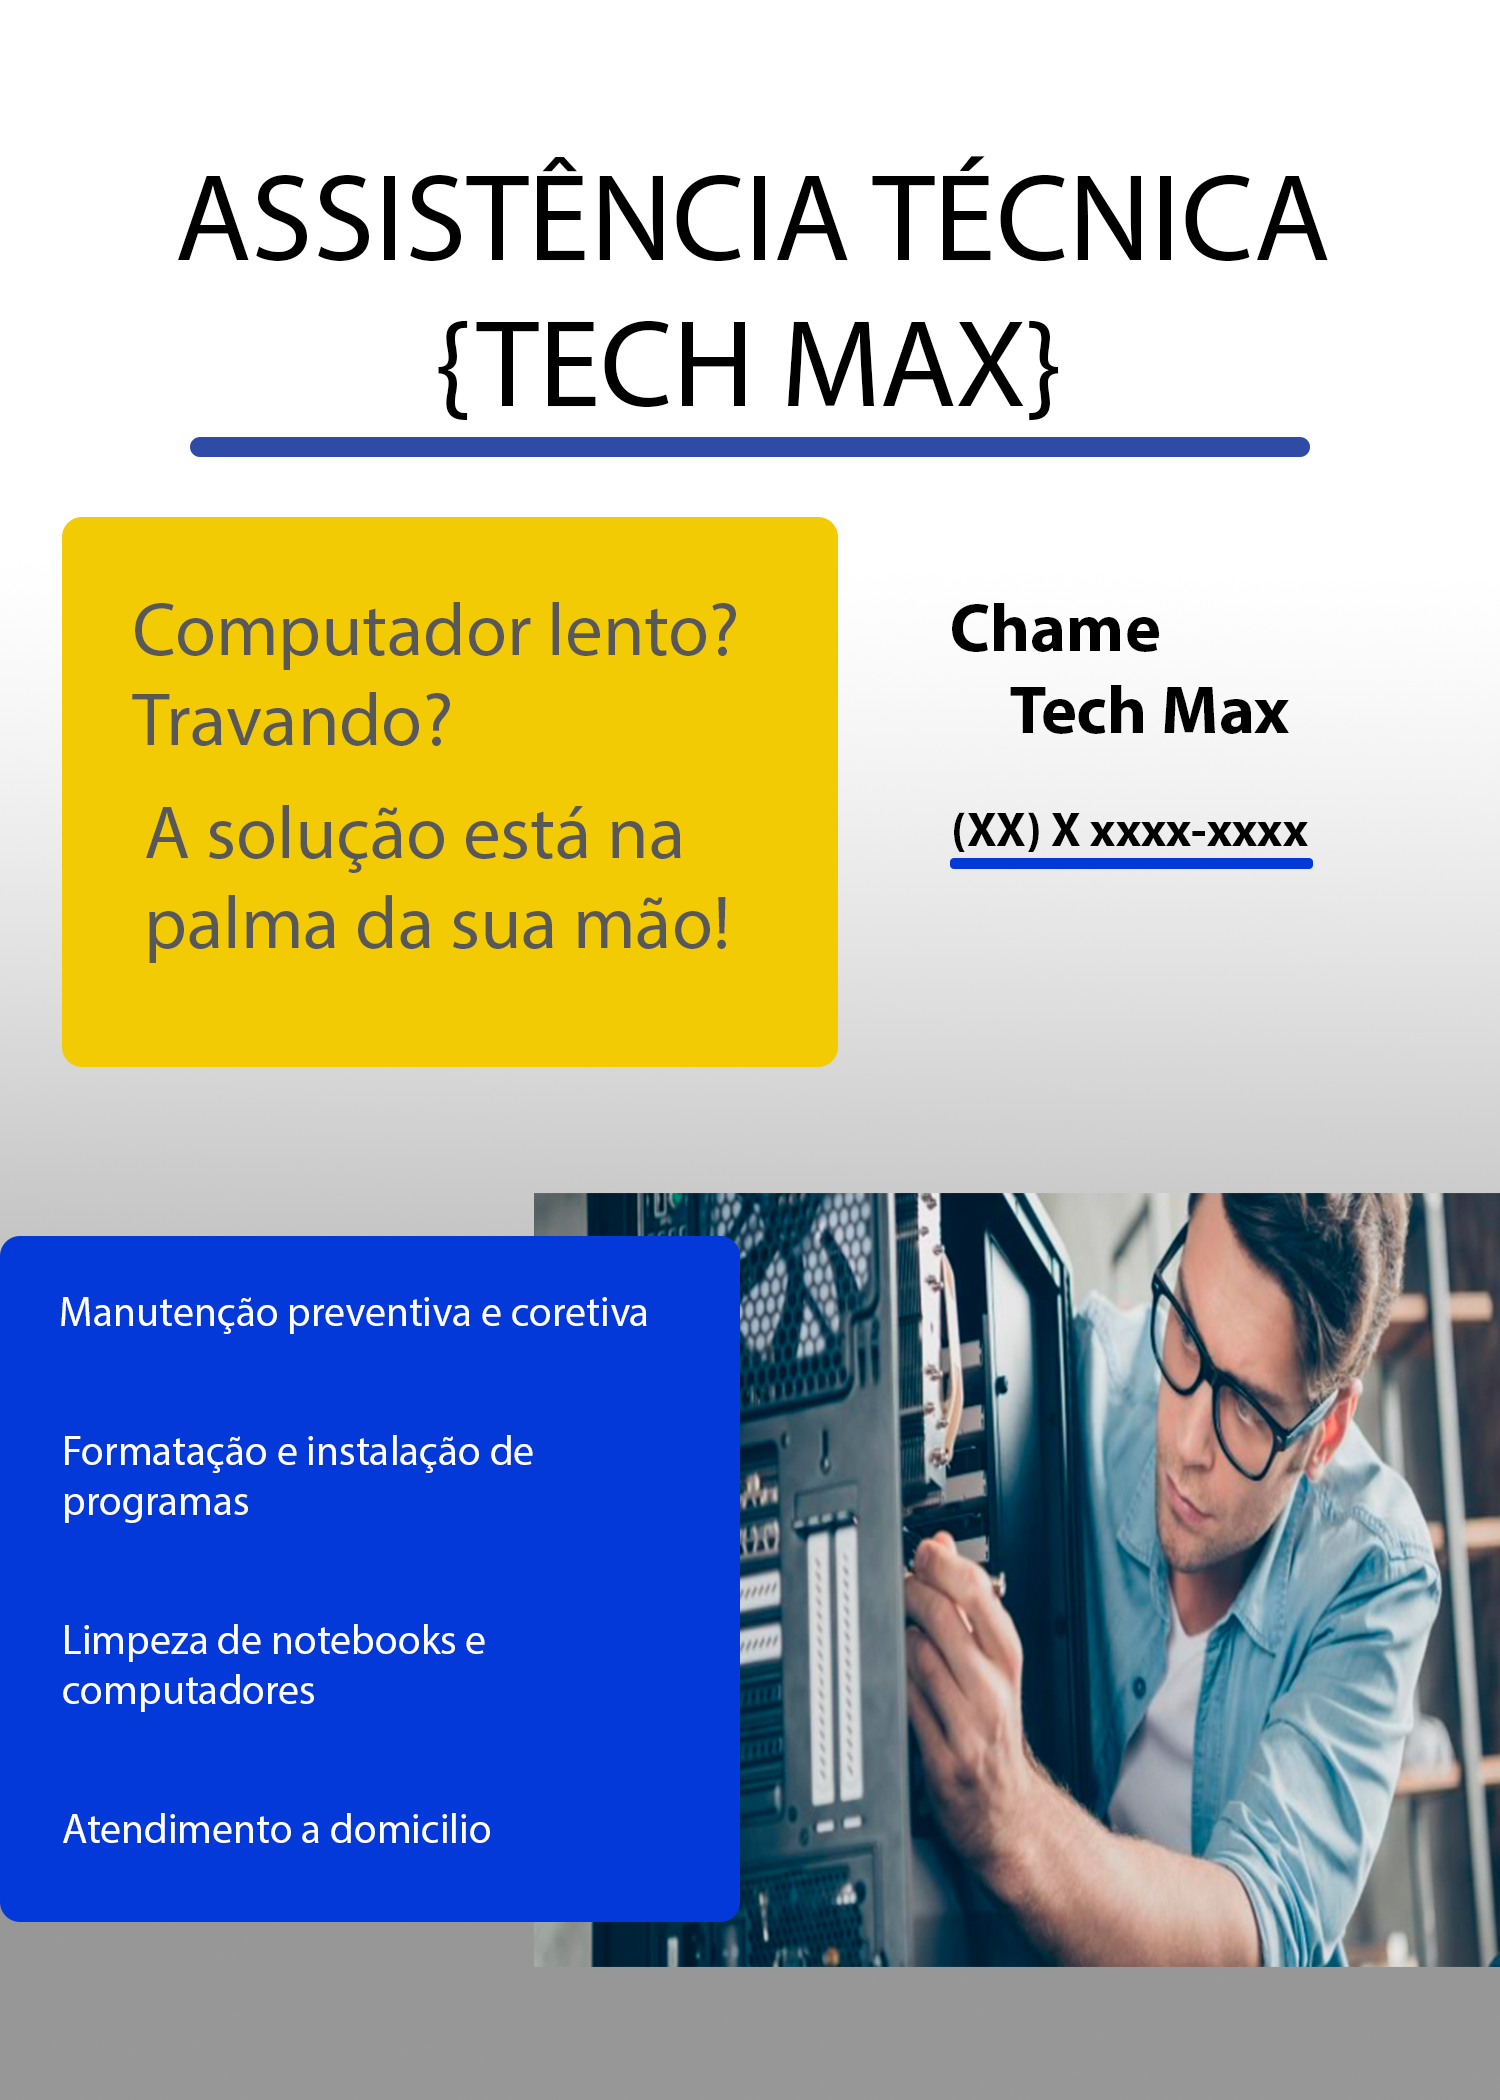 ASSISTÊNCIA TÉCNICA
{TECH MAX}
Computador lento?
Travando?
A solução está na
palma da sua mão!
Chame
Tech Max
(XX) X xxxx-xxxx
Manutenção preventiva e coretiva
Formatação e instalação de
programas
Limpeza de notebooks e
computadores
Atendimento a domicilio